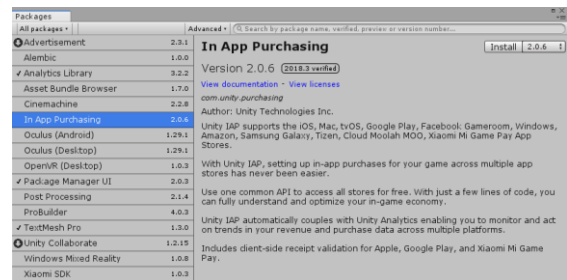 Packages
All packages
Advanced
Search by package name, verified, preview or version number...
Advertisement 2.3.1
Alembic 1.0.0
Analytics Library 3.2.2
Asset Bundle Browser 1.7.0
Cinemachine 2.2.8
In App Purchasing 2.0.6
Oculus (Android) 1.29.1
Oculus (Desktop) 1.29.1
OpenVR (Desktop) 1.0.3
Package Manager UI 2.0.3
Post Processing 2.1.4
ProBuilder 4.0.3
TextMesh Pro 1.3.0
Unity Collaborate 1.2.15
Windows Mixed Reality 1.0.8
Xiaomi SDK 1.0.3
In App Purchasing
Install 2.0.6
Version 2.0.6 2018.3 verified
View documentation - View licenses
com.unity.purchasing
Author: Unity Technologies Inc.
Unity IAP supports the iOS, Mac, tvOS, Google Play, Facebook Gameroom, Windows,
Amazon, Samsung Galaxy, Tizen, Cloud Moolah MOO, Xiaomi Mi Game Pay App
Stores.
With Unity IAP, setting up in-app purchases for your game across multiple app
stores has never been easier.
Use one common API to access all stores for free. With just a few lines of code, you
can fully understand and optimize your in-game economy.
Unity IAP automatically couples with Unity Analytics enabling you to monitor and act
on trends in your revenue and purchase data across multiple platforms.
Includes client-side receipt validation for Apple, Google Play, and Xiaomi Mi Game
Pay.